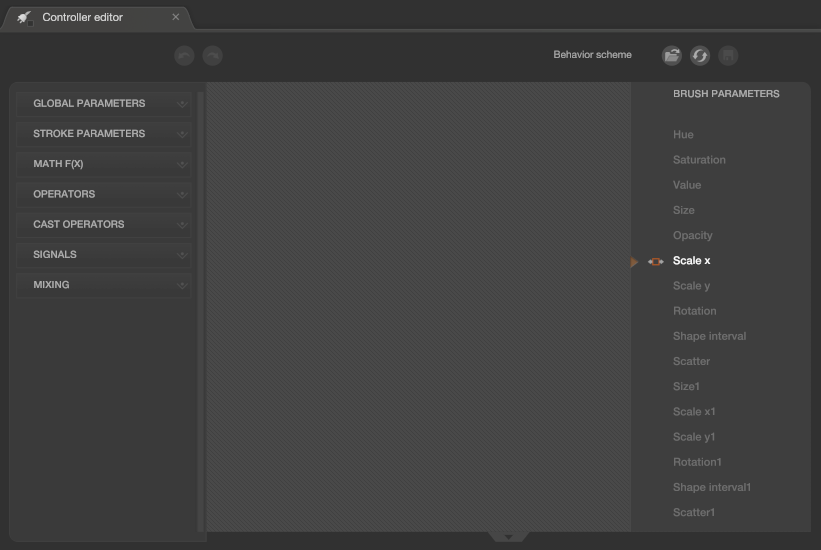 Controller editor
Behavior scheme
GLOBAL PARAMETERS
STROKE PARAMETERS
MATH F(X)
OPERATORS
CAST OPERATORS
SIGNALS
MIXING
BRUSH PARAMETERS
Hue
Saturation
Value
Size
Opacity
Scale x
Scale y
Rotation
Shape interval
Scatter
Size1
Scale x1
Scale y1
Rotation1
Shape interval1
Scatter1